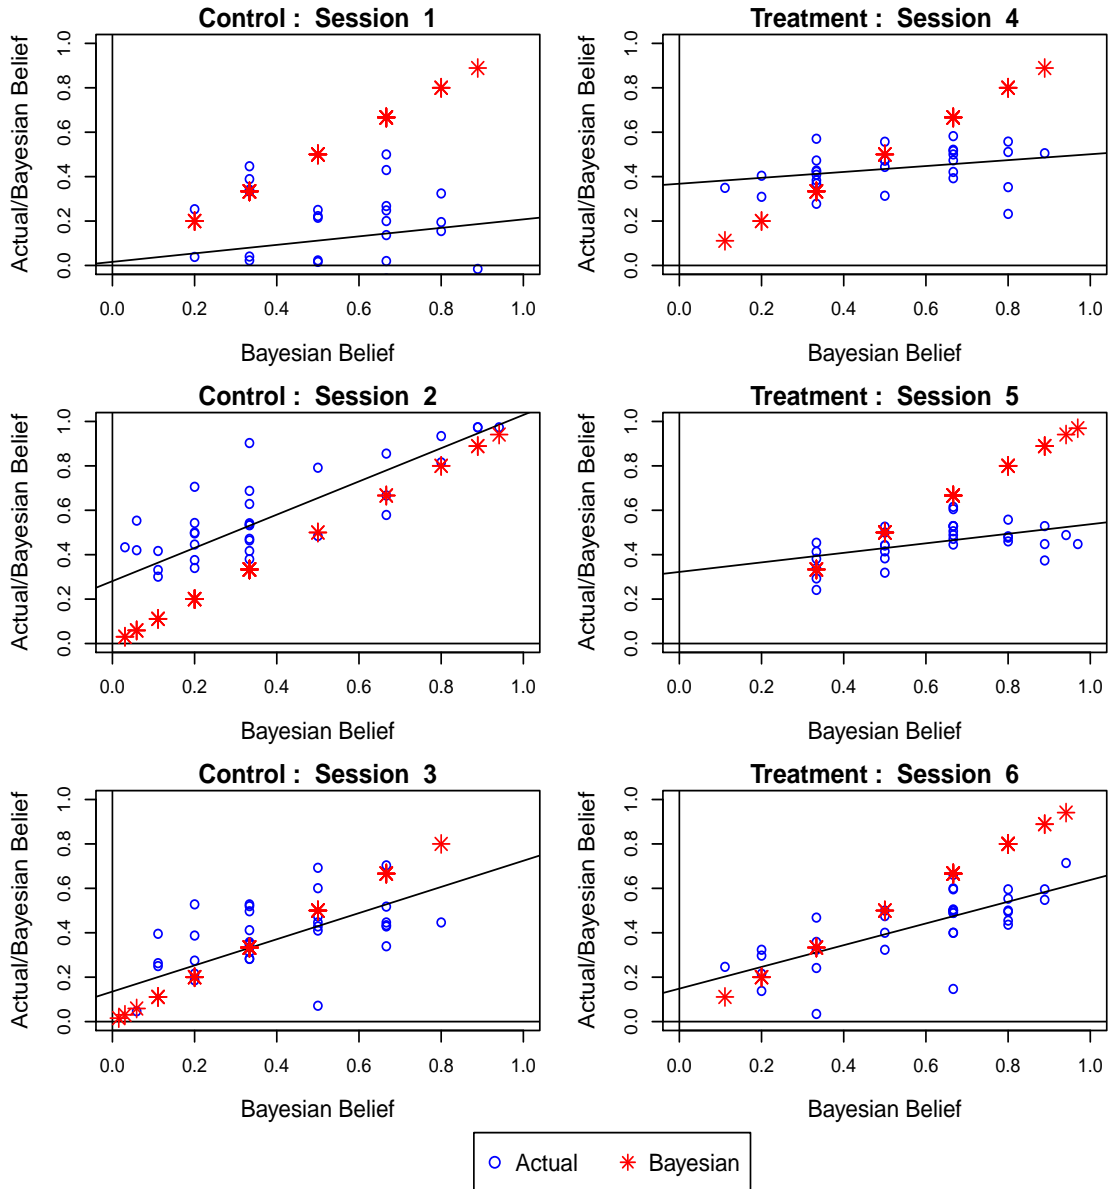 Control :  Session  1
Actual/Bayesian Belief
1.0
0.8
0.6
0.4
0.2
0.0
0.0 0.2 0.4 0.6 0.8 1.0
Bayesian Belief
Treatment :  Session  4
Actual/Bayesian Belief
1.0
0.8
0.6
0.4
0.2
0.0
0.0 0.2 0.4 0.6 0.8 1.0
Bayesian Belief
Control :  Session  2
Actual/Bayesian Belief
1.0
0.8
0.6
0.4
0.2
0.0
0.0 0.2 0.4 0.6 0.8 1.0
Bayesian Belief
Treatment :  Session  5
Actual/Bayesian Belief
1.0
0.8
0.6
0.4
0.2
0.0
0.0 0.2 0.4 0.6 0.8 1.0
Bayesian Belief
Control :  Session  3
Actual/Bayesian Belief
1.0
0.8
0.6
0.4
0.2
0.0
0.0 0.2 0.4 0.6 0.8 1.0
Bayesian Belief
Treatment :  Session  6
Actual/Bayesian Belief
1.0
0.8
0.6
0.4
0.2
0.0
0.0 0.2 0.4 0.6 0.8 1.0
Bayesian Belief
Actual Bayesian